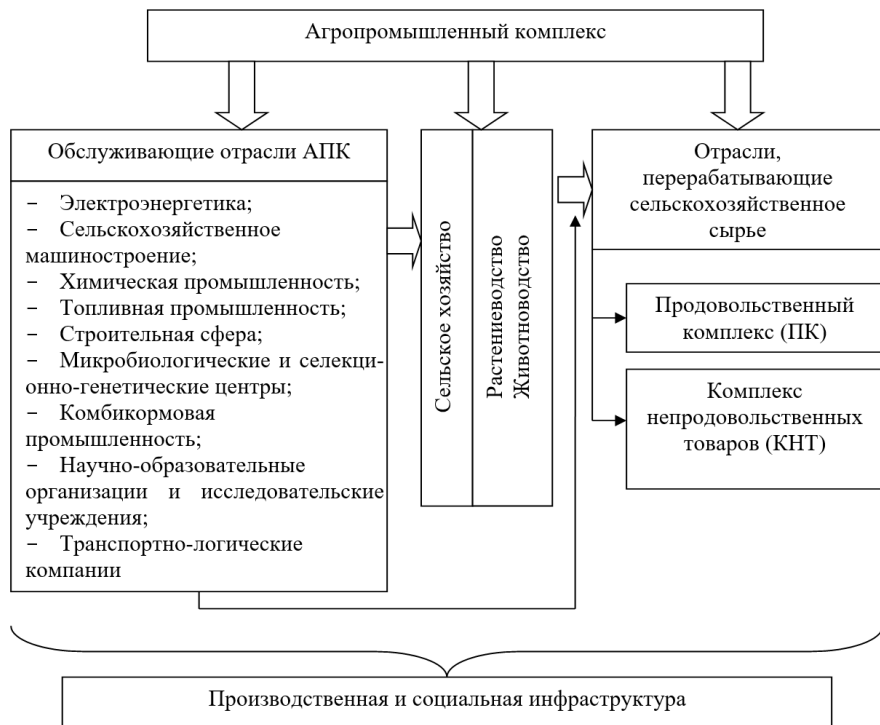 Агропромышленный комплекс
Обслуживающие отрасли АПК
− Электроэнергетика;
− Сельскохозяйственное
машиностроение;
− Химическая промышленность;
− Топливная промышленность;
− Строительная сфера;
− Микробиологические и селекци-
онно-генетические центры;
− Комбикормовая
промышленность;
− Научно-образовательные
организации и исследовательские
учреждения;
− Транспортно-логические
компании
Сельское хозяйство
Растениеводство
Животноводство
Отрасли,
перерабатывающие
сельскохозяйственное
сырье
Продовольственный
комплекс (ПК)
Комплекс
непродовольственных
товаров (КНТ)
Производственная и социальная инфраструктура